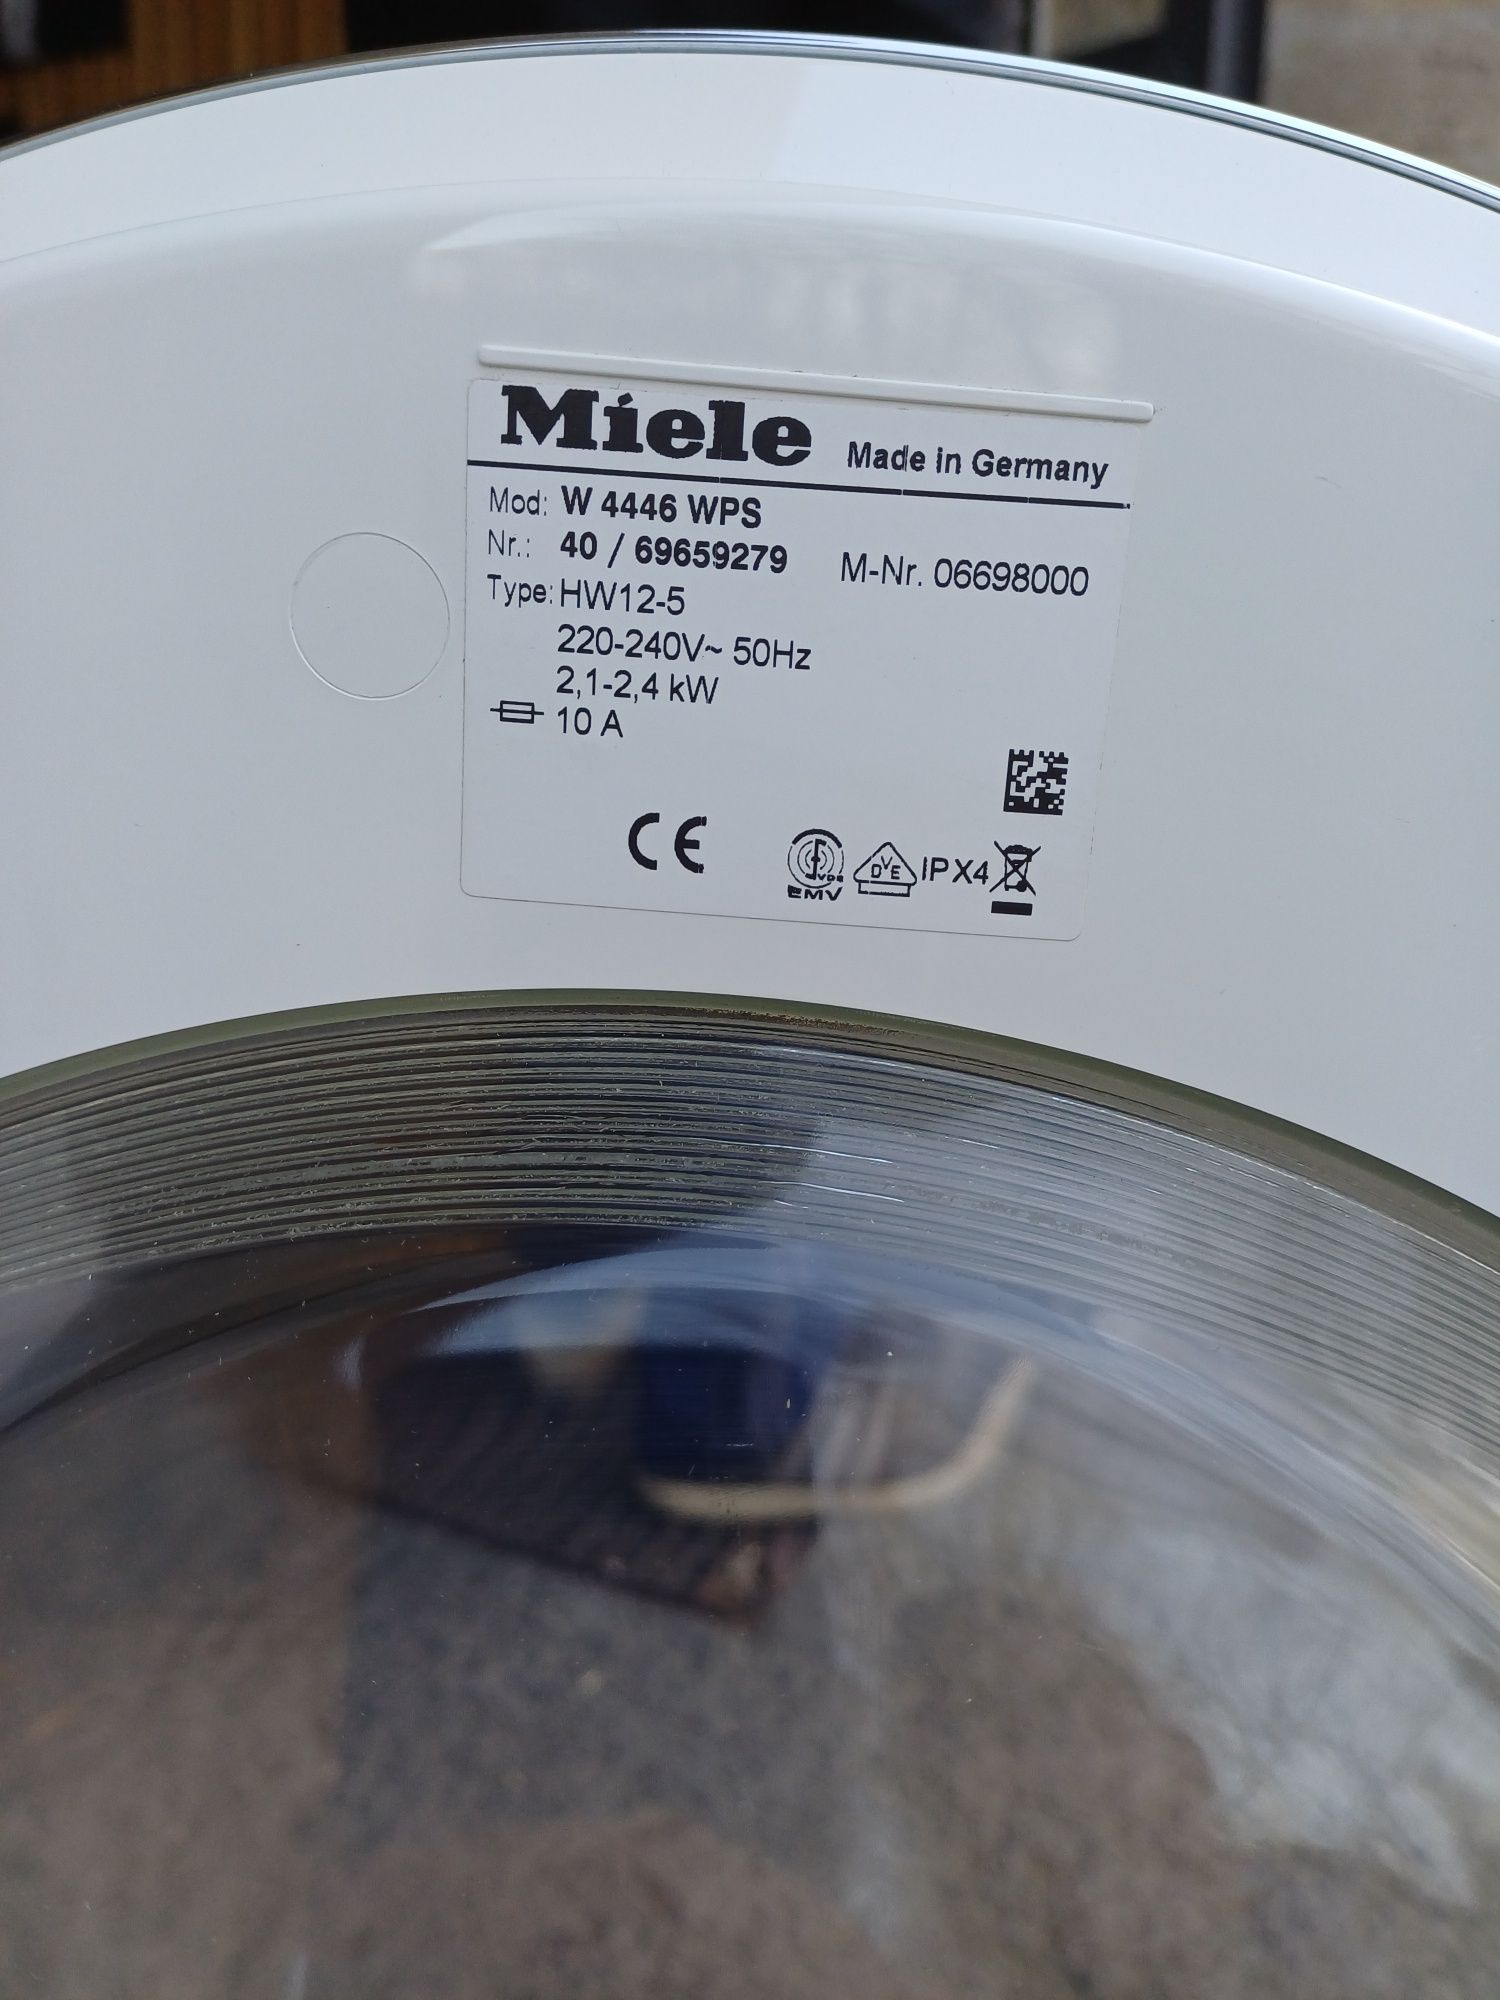 Miele Made in Germany
Mod: W 4446 WPS
Nr.: 40 / 69659279 M-Nr. 06698000
Type: HW12-5
220-240V~ 50Hz
2,1-2,4 kW
10 A
CE
VDE
EMV
DVE
IPX4